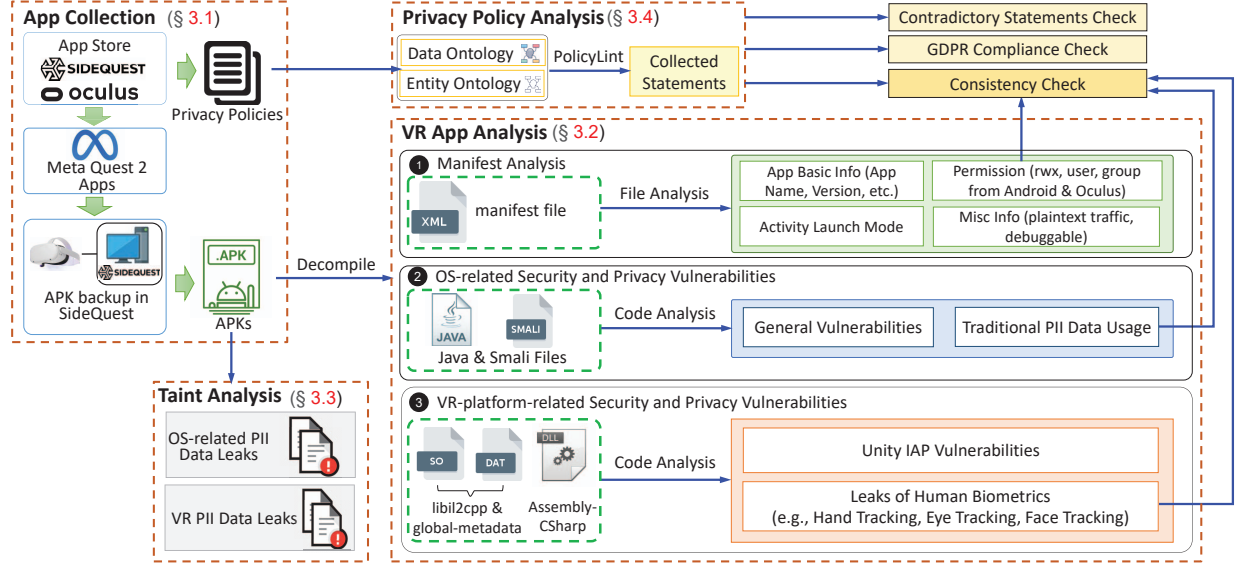 App Collection (§ 3.1)
App Store
SIDEQUEST
oculus
Privacy Policies
Meta Quest 2
Apps
SIDEQUEST
APK backup in
SideQuest
.APK
APKs
Decompile
Taint Analysis (§ 3.3)
OS-related PII
Data Leaks
VR PII Data Leaks
Privacy Policy Analysis (§ 3.4)
Data Ontology
Entity Ontology
PolicyLint
Collected
Statements
Contradictory Statements Check
GDPR Compliance Check
Consistency Check
VR App Analysis (§ 3.2)
1 Manifest Analysis
XML
manifest file
File Analysis
App Basic Info (App
Name, Version, etc.)
Permission (rwx, user, group
from Android & Oculus)
Activity Launch Mode
Misc Info (plaintext traffic,
debuggable)
2 OS-related Security and Privacy Vulnerabilities
JAVA
SMALI
Java & Smali Files
Code Analysis
General Vulnerabilities
Traditional PII Data Usage
3 VR-platform-related Security and Privacy Vulnerabilities
SO
DAT
DLL
libil2cpp &
global-metadata
Assembly-
CSharp
Code Analysis
Unity IAP Vulnerabilities
Leaks of Human Biometrics
(e.g., Hand Tracking, Eye Tracking, Face Tracking)